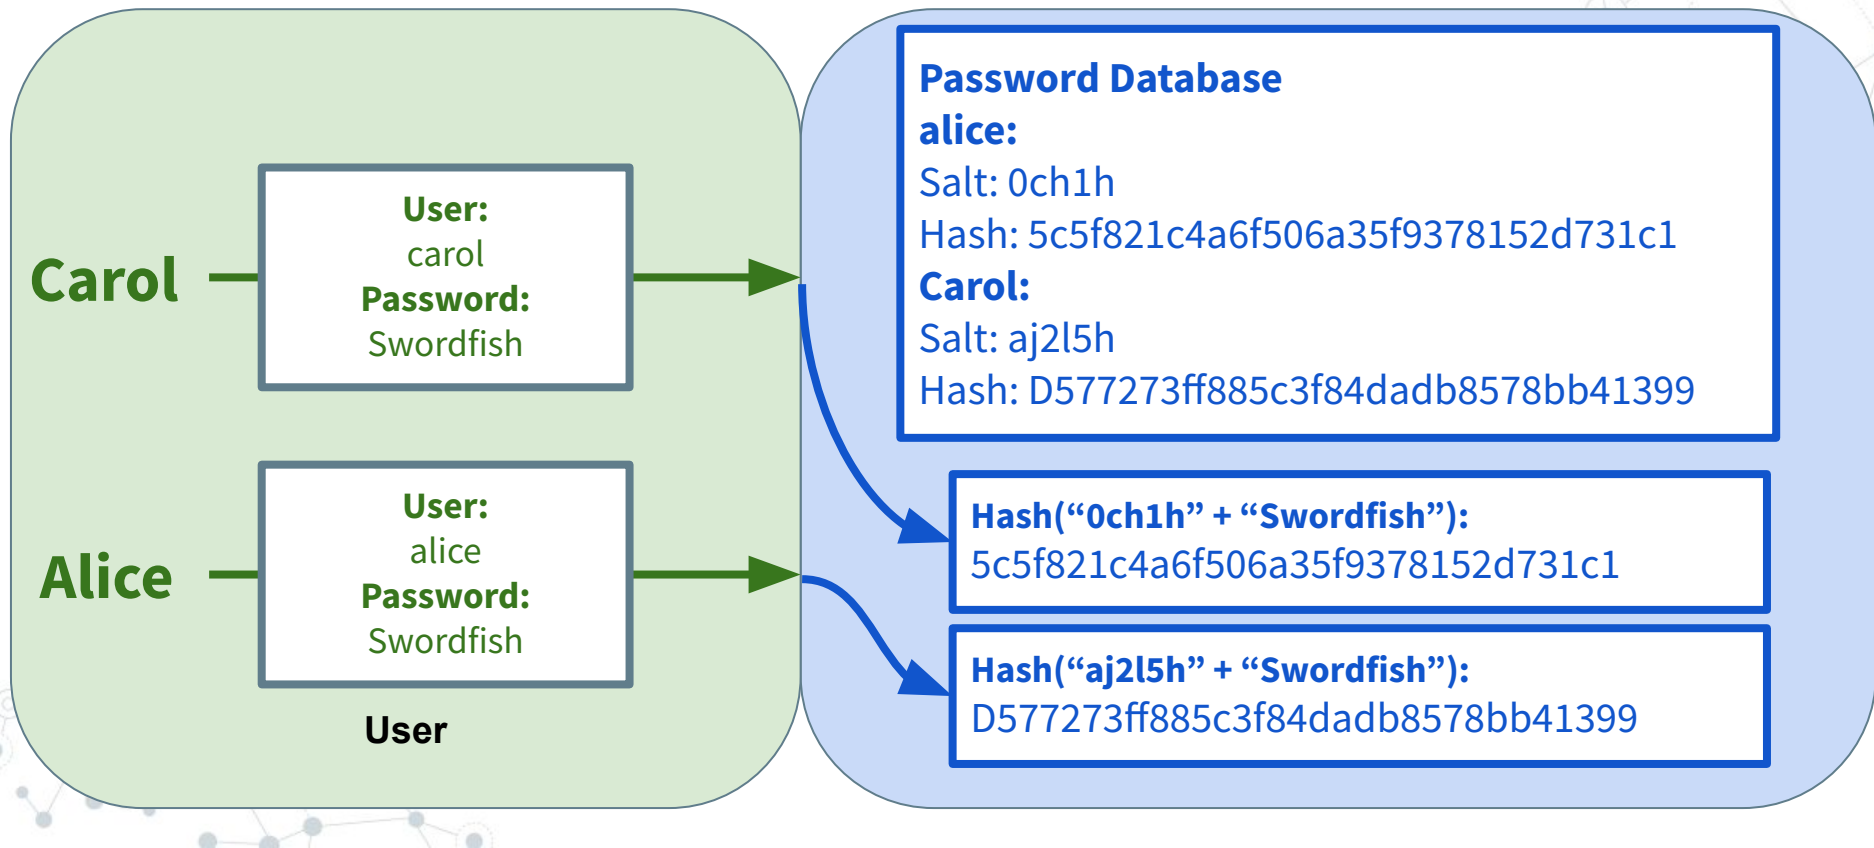 Carol
User:
carol
Password:
Swordfish
Alice
User:
alice
Password:
Swordfish
User
Password Database
alice:
Salt: 0ch1h
Hash: 5c5f821c4a6f506a35f9378152d731c1
Carol:
Salt: aj2l5h
Hash: D577273ff885c3f84dadb8578bb41399
Hash(“0ch1h” + “Swordfish”):
5c5f821c4a6f506a35f9378152d731c1
Hash(“aj2l5h” + “Swordfish”):
D577273ff885c3f84dadb8578bb41399